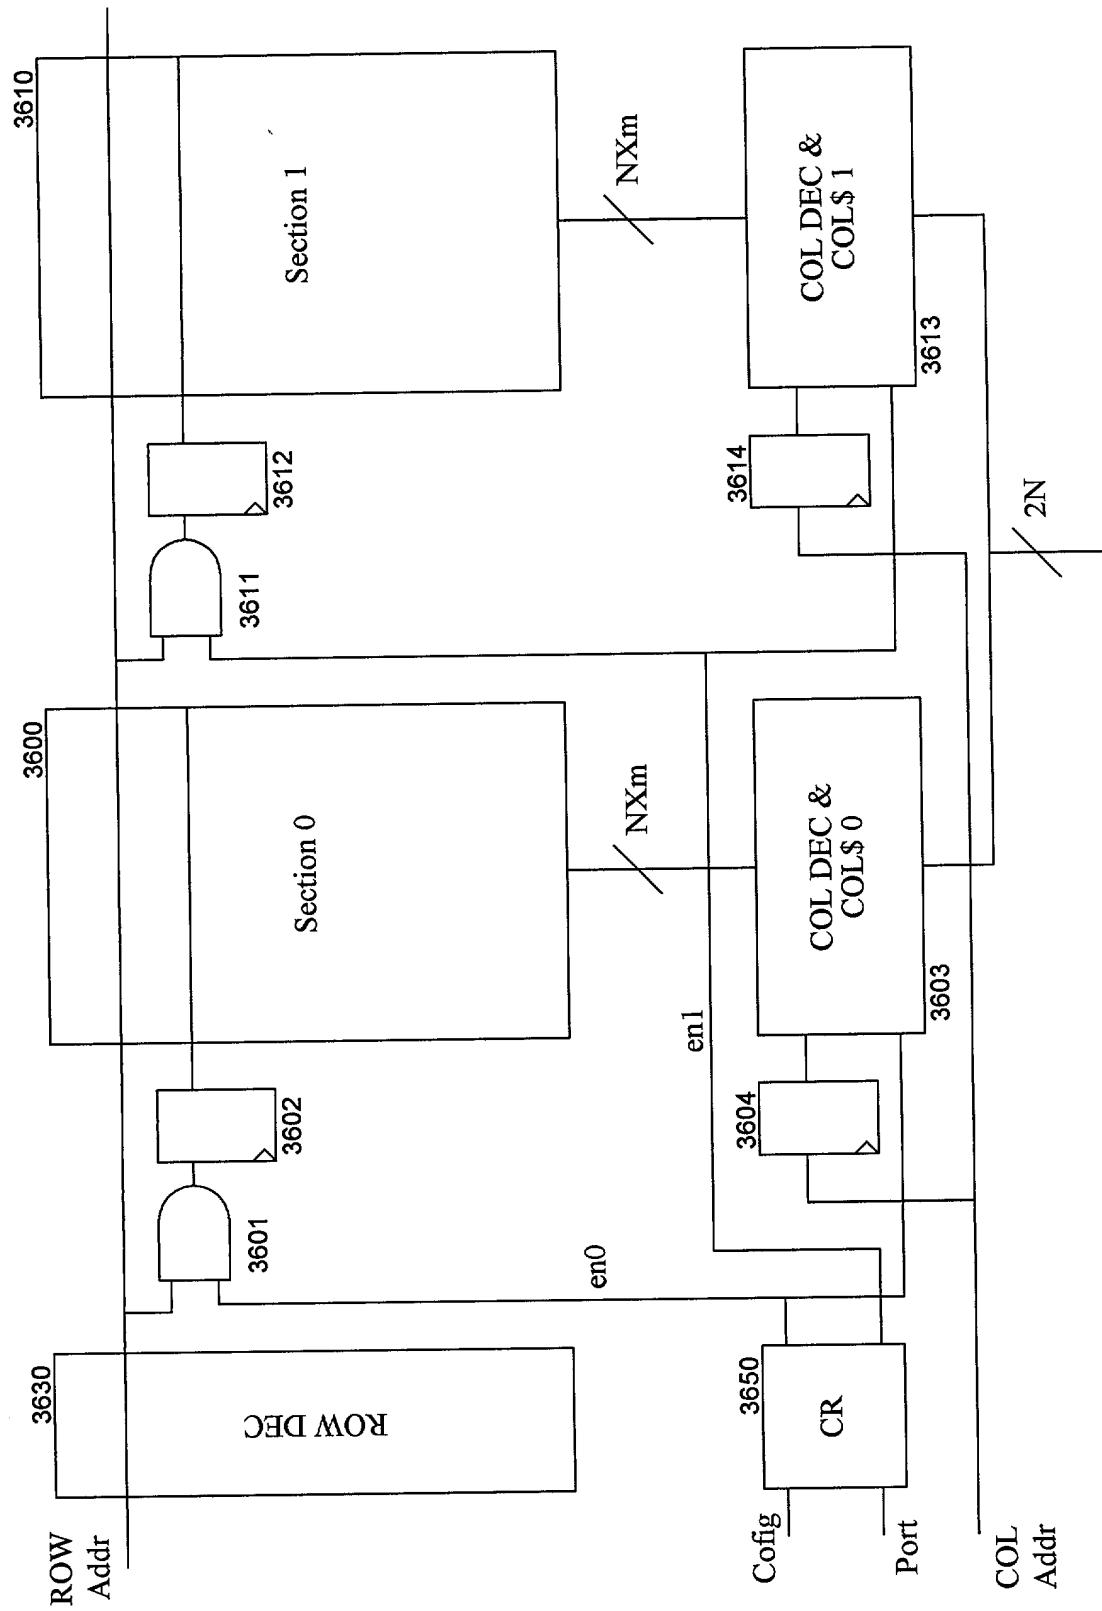 ROW
Addr
3630
ROW DEC
3601
3602
3600
Section 0
3611
3612
3610
Section 1
en0
en1
NXm
NXm
Cofig
Port
3650
CR
3604
COL DEC &
COL$ 0
3603
3614
COL DEC &
COL$ 1
3613
COL
Addr
2N